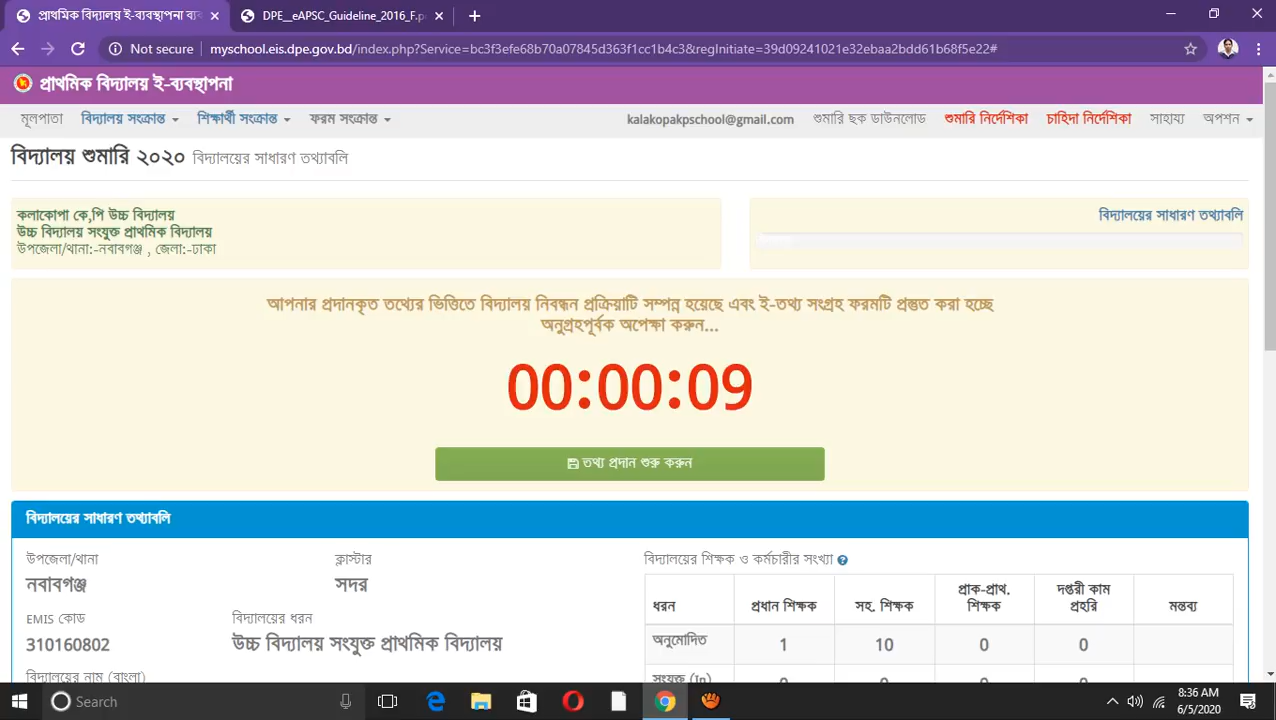 প্রাথমিক বিদ্যালয় ই-ব্যবস্থাপনা ব্য
DPE__eAPSC_Guideline_2016_F.p
Not secure
myschool.eis.dpe.gov.bd/index.php?Service=bc3f3efe68b70a07845d363f1cc1b4c3&regInitiate=39d09241021e32ebaa2bdd61b68f5e22#
প্রাথমিক বিদ্যালয় ই-ব্যবস্থাপনা
মূলপাতা বিদ্যালয় সংক্রান্ত শিক্ষার্থী সংক্রান্ত ফরম সংক্রান্ত kalakopakpschool@gmail.com শুমারি ছক ডাউনলোড শুমারি নির্দেশিকা চাহিদা নির্দেশিকা সাহায্য অপশন
বিদ্যালয় শুমারি ২০২০ বিদ্যালয়ের সাধারণ তথ্যাবলি
কলাকোপা কে,পি উচ্চ বিদ্যালয়
উচ্চ বিদ্যালয় সংযুক্ত প্রাথমিক বিদ্যালয়
উপজেলা/থানা:-নবাবগঞ্জ , জেলা:-ঢাকা
বিদ্যালয়ের সাধারণ তথ্যাবলি
আপনার প্রদানকৃত তথ্যের ভিত্তিতে বিদ্যালয় নিবন্ধন প্রক্রিয়াটি সম্পন্ন হয়েছে এবং ই-তথ্য সংগ্রহ ফরমটি প্রস্তুত করা হচ্ছে
অনুগ্রহপূর্বক অপেক্ষা করুন...
00:00:09
তথ্য প্রদান শুরু করুন
বিদ্যালয়ের সাধারণ তথ্যাবলি
উপজেলা/থানা ক্লাস্টার
নবাবগঞ্জ সদর
EMIS কোড বিদ্যালয়ের ধরন
310160802 উচ্চ বিদ্যালয় সংযুক্ত প্রাথমিক বিদ্যালয়
বিদ্যালয়ের নাম (বাংলা)
বিদ্যালয়ের শিক্ষক ও কর্মচারীর সংখ্যা
ধরন প্রধান শিক্ষক সহ. শিক্ষক প্রাক-প্রাথ. শিক্ষক দপ্তরী কাম প্রহরি মন্তব্য
অনুমোদিত 1 10 0 0
সংযুক্ত (In)
Search
8:36 AM
6/5/2020